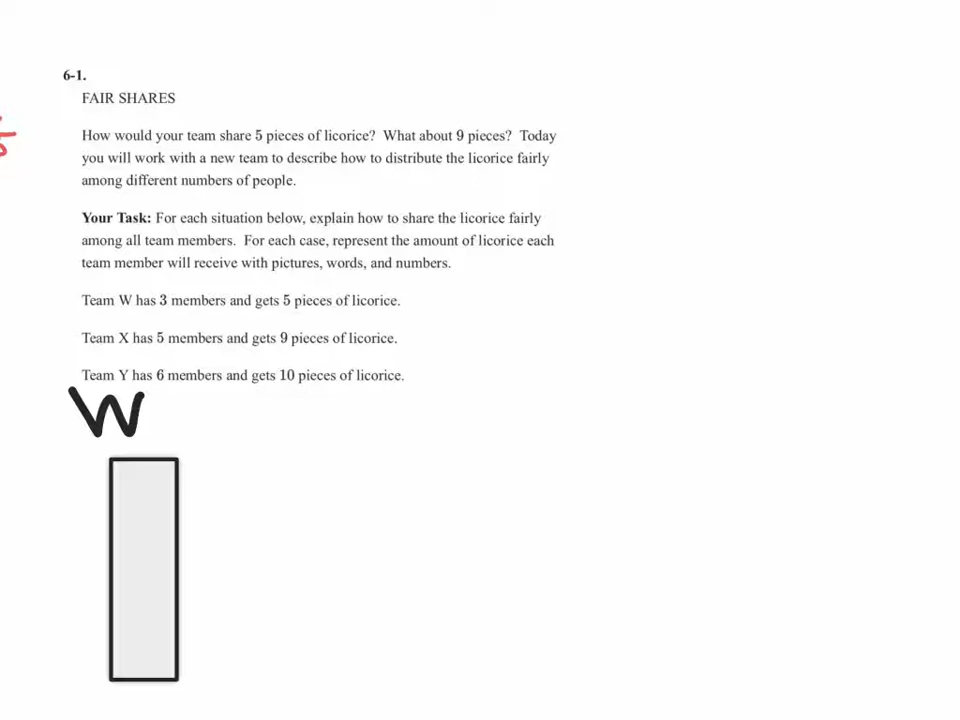 6-1.
FAIR SHARES
How would your team share 5 pieces of licorice? What about 9 pieces? Today
you will work with a new team to describe how to distribute the licorice fairly
among different numbers of people.
Your Task: For each situation below, explain how to share the licorice fairly
among all team members. For each case, represent the amount of licorice each
team member will receive with pictures, words, and numbers.
Team W has 3 members and gets 5 pieces of licorice.
Team X has 5 members and gets 9 pieces of licorice.
Team Y has 6 members and gets 10 pieces of licorice.
W